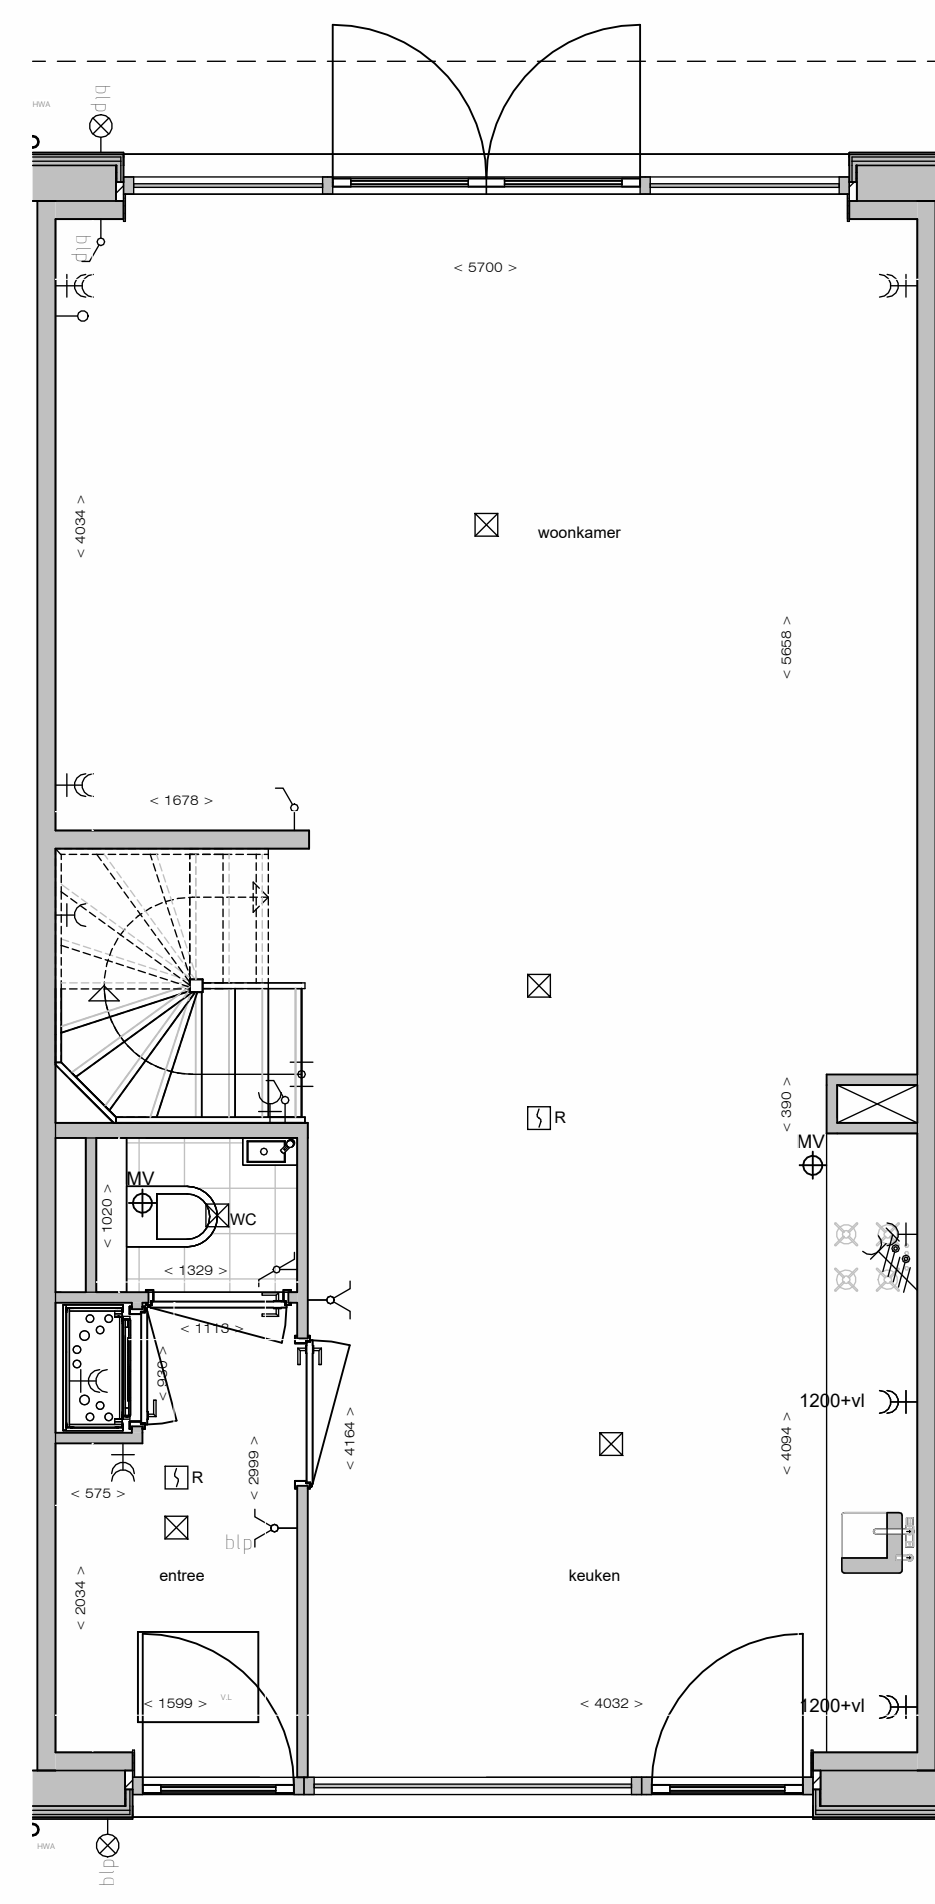 blp
HWA
blp
< 5700 >
< 4034 >
woonkamer
< 5658 >
< 1678 >
< 390 >
R
MV
MV
< 1020 >
WC
< 1329 >
< 1113 >
< 930 >
1200+vl
< 4164 >
< 4094 >
< 2999 >
R
< 575 >
blp
entree
keuken
< 2034 >
< 1599 >
V.L
< 4032 >
1200+vl
HWA
blp